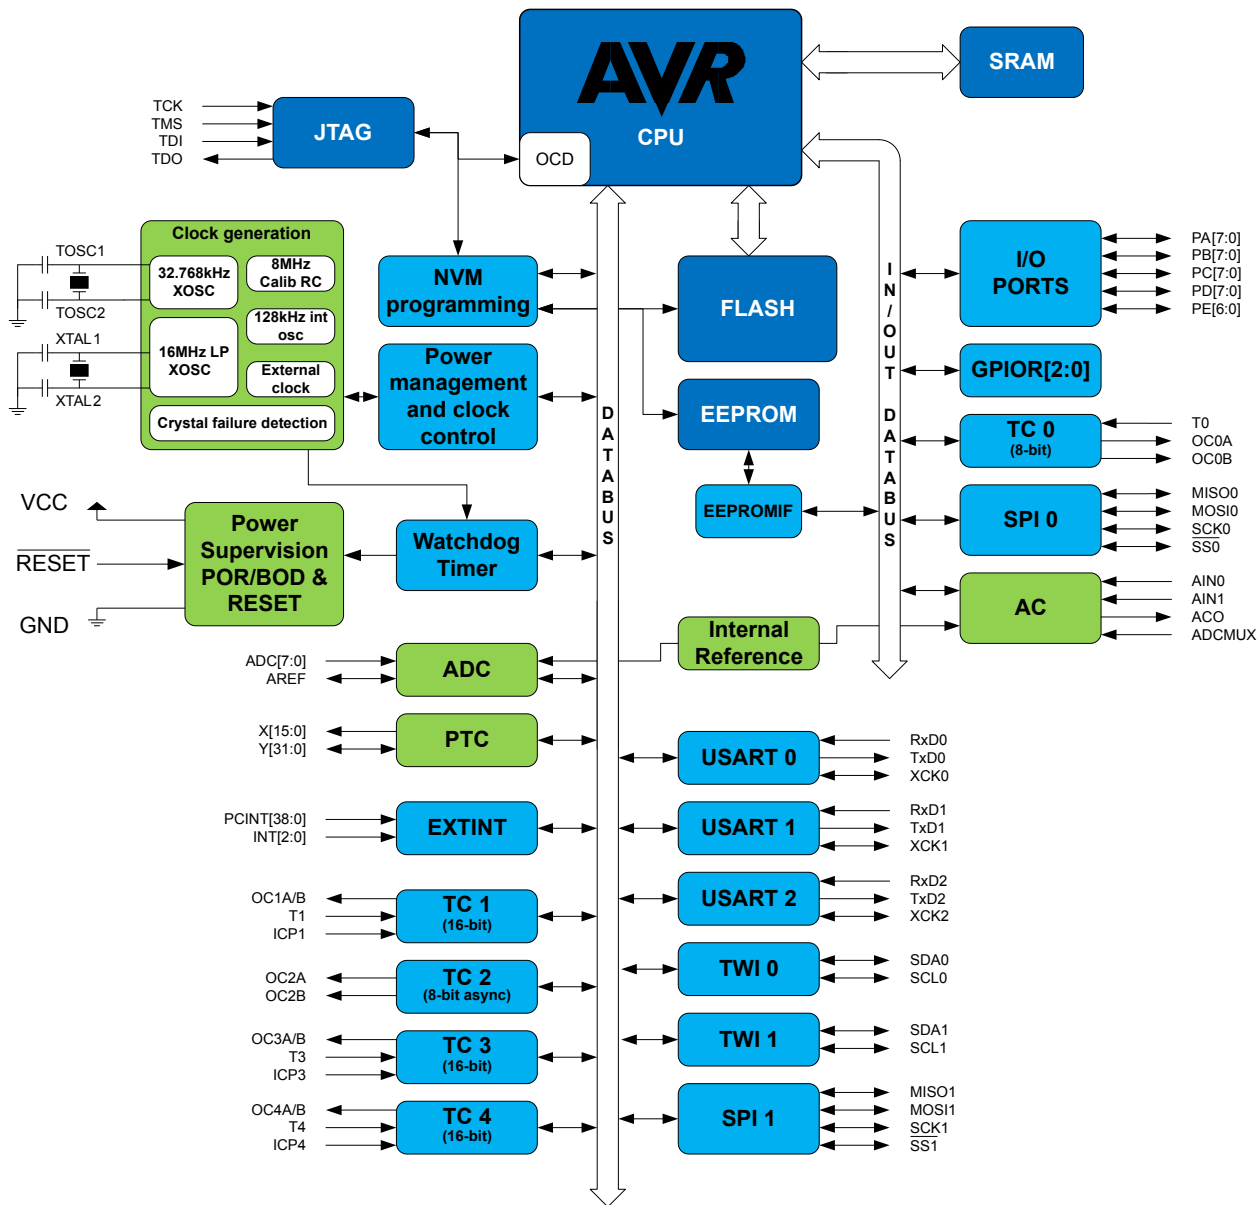 AVR
CPU
OCD
SRAM
TCK
TMS
TDI
TDO
JTAG
Clock generation
TOSC1
TOSC2
XTAL1
XTAL2
32.768kHz
XOSC
8MHz
Calib RC
16MHz LP
XOSC
128kHz int
osc
External
clock
Crystal failure detection
NVM
programming
Power
management
and clock
control
FLASH
EEPROM
EEPROMIF
IN/OUT DATABUS
DATABUS
I/O
PORTS
PA[7:0]
PB[7:0]
PC[7:0]
PD[7:0]
PE[6:0]
GPIOR[2:0]
TC 0
(8-bit)
T0
OC0A
OC0B
SPI 0
MISO0
MOSI0
SCK0
SS0
AC
AIN0
AIN1
ACO
ADCMUX
VCC
RESET
GND
Power
Supervision
POR/BOD &
RESET
Watchdog
Timer
Internal
Reference
ADC[7:0]
AREF
ADC
X[15:0]
Y[31:0]
PTC
PCINT[38:0]
INT[2:0]
EXTINT
OC1A/B
T1
ICP1
TC 1
(16-bit)
OC2A
OC2B
TC 2
(8-bit async)
OC3A/B
T3
ICP3
TC 3
(16-bit)
OC4A/B
T4
ICP4
TC 4
(16-bit)
USART 0
RxD0
TxD0
XCK0
USART 1
RxD1
TxD1
XCK1
USART 2
RxD2
TxD2
XCK2
TWI 0
SDA0
SCL0
TWI 1
SDA1
SCL1
SPI 1
MISO1
MOSI1
SCK1
SS1